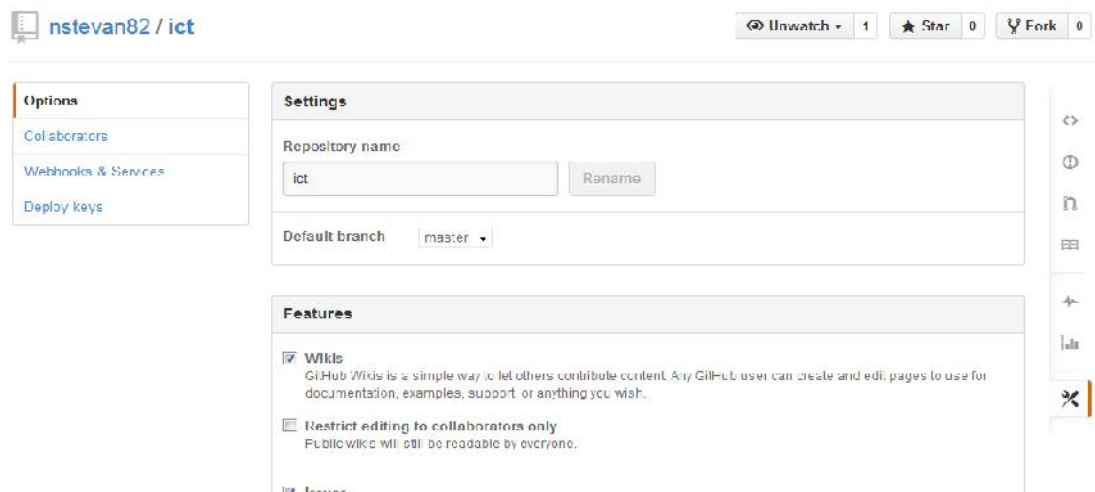 nstevan82 / ict
Unwatch 1
Star 0
Fork 0
Options
Collaborators
Webhooks & Services
Deploy keys
Settings
Repository name
ict
Rename
Default branch
master
Features
Wikis
GitHub Wikis is a simple way to let others contribute content. Any GitHub user can create and edit pages to use for
documentation, examples, support, or anything you wish.
Restrict editing to collaborators only
Public wikis will still be readable by everyone.
Issues